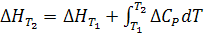 ΔH_{T_2} = ΔH_{T_1} + ∫_{T_1}^{T_2} ΔC_P dT